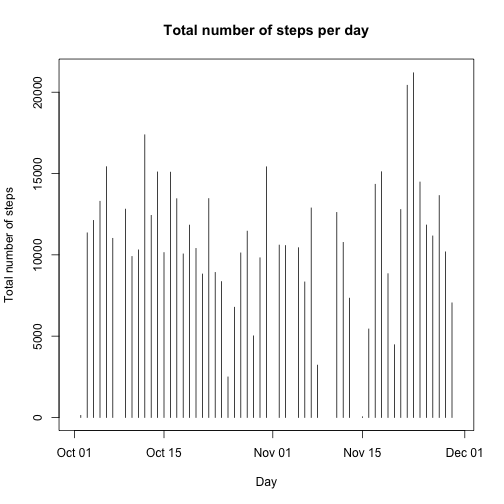 Total number of steps per day
Total number of steps
20000
15000
10000
5000
0
Oct 01 Oct 15 Nov 01 Nov 15 Dec 01
Day